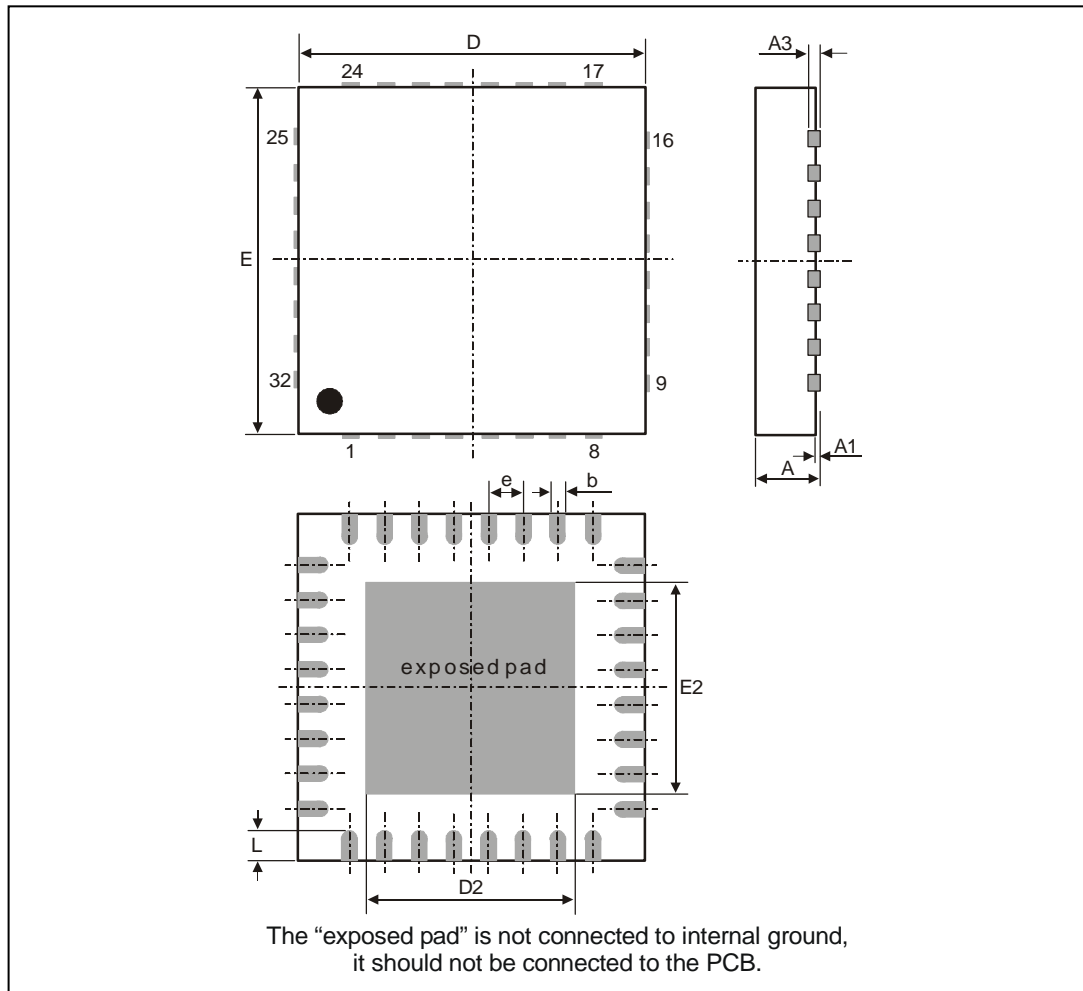 D
A3
24
17
25
16
E
32
9
1
8
A1
A
e
b
exposed pad
E2
L
D2
The “exposed pad” is not connected to internal ground,
it should not be connected to the PCB.